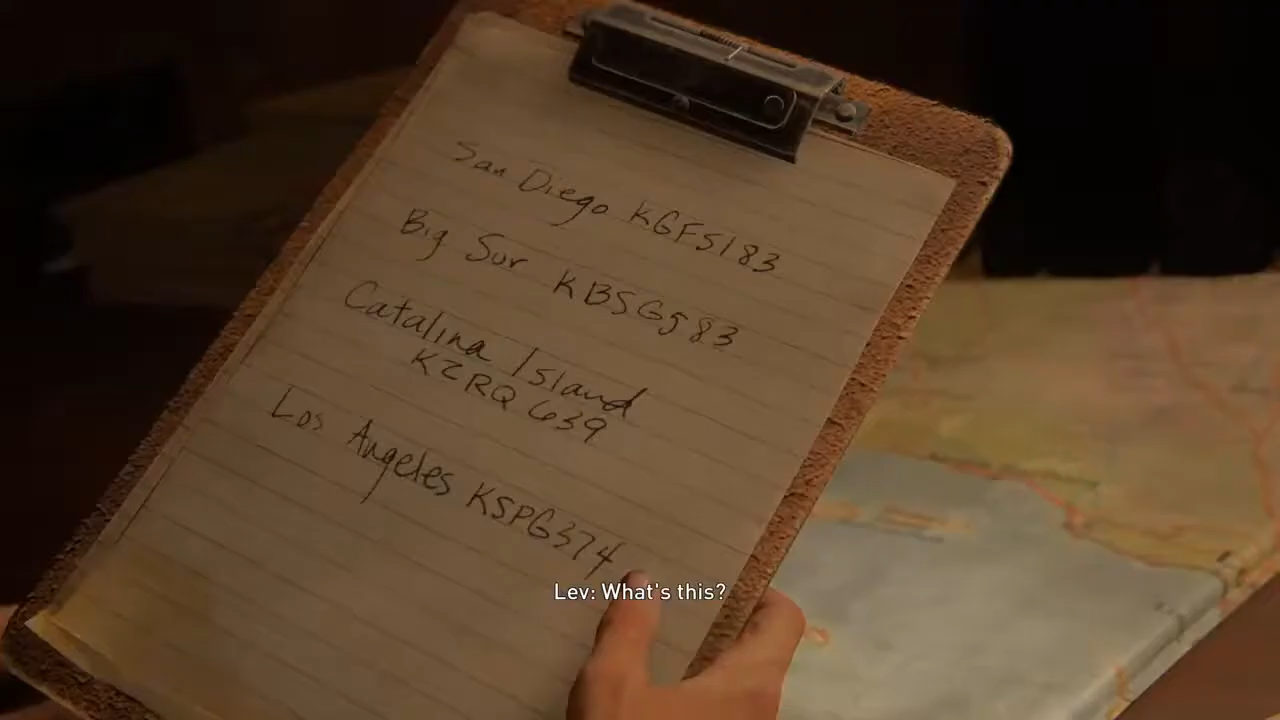 San Diego KGFS183
Big Sur KBSG583
Catalina Island
KZRQ639
Los Angeles KSPG374
Lev: What's this?